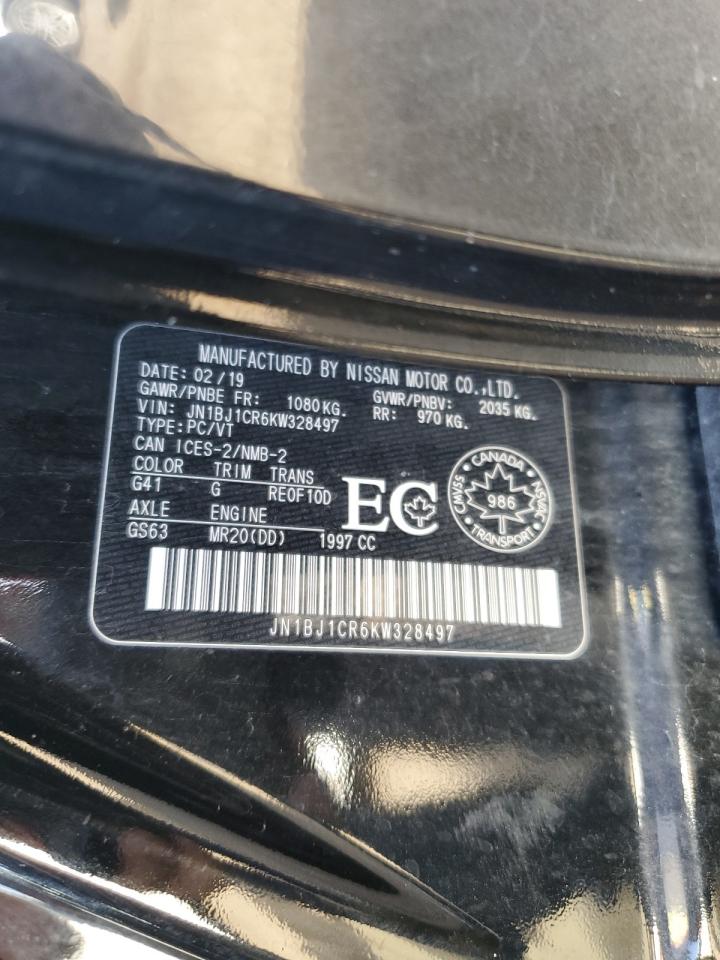 MANUFACTURED BY NISSAN MOTOR CO.,LTD.
DATE: 02/19
GAWR/PNBE FR: 1080 KG. GVWR/PNBV: 2035 KG.
VIN: JN1BJ1CR6KW328497 RR: 970 KG.
TYPE:PC/VT
CAN ICES-2/NMB-2
COLOR TRIM TRANS
G41 G RE0F10D
AXLE ENGINE
GS63 MR20(DD) 1997 CC
EC
CANADA
CMVSS 986 NSVAC
TRANSPORT
JN1BJ1CR6KW328497